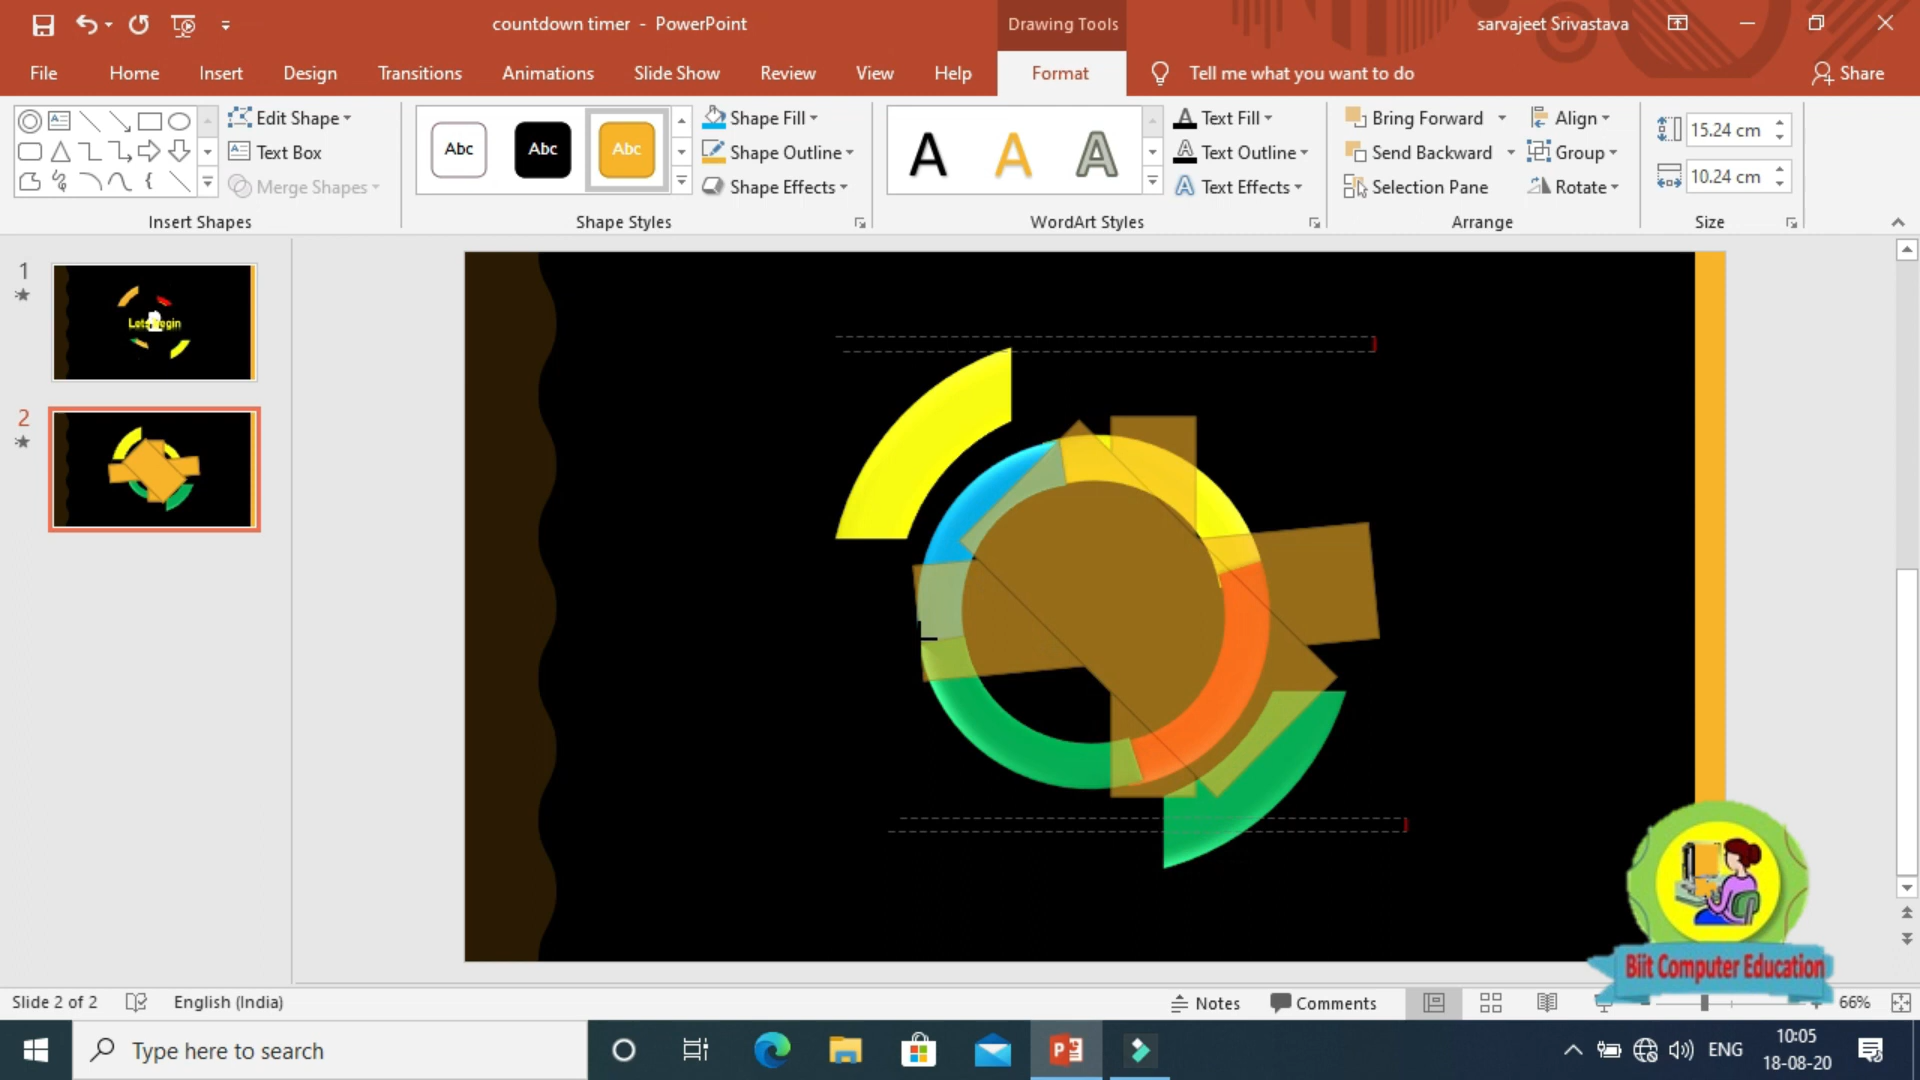 countdown timer - PowerPoint
Drawing Tools
sarvajeet Srivastava
File
Home
Insert
Design
Transitions
Animations
Slide Show
Review
View
Help
Format
Tell me what you want to do
Share
Edit Shape
Text Box
Merge Shapes
Insert Shapes
Abc
Abc
Abc
Shape Fill
Shape Outline
Shape Effects
Shape Styles
A
A
A
Text Fill
Text Outline
Text Effects
WordArt Styles
Bring Forward
Send Backward
Selection Pane
Align
Group
Rotate
Arrange
15.24 cm
10.24 cm
Size
1
2
Biit Computer Education
Slide 2 of 2
English (India)
Notes
Comments
66%
Type here to search
ENG
10:05
18-08-20